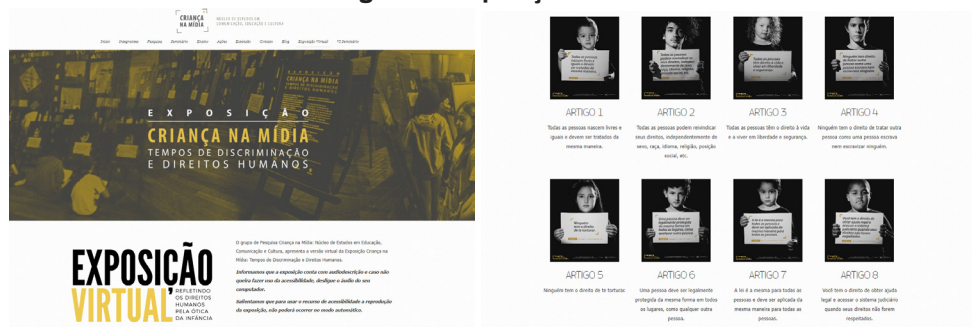 CRIANÇA
NA MÍDIA
NÚCLEO DE ESTUDOS EM
COMUNICAÇÃO, EDUCAÇÃO E CULTURA
Início Integrantes Pesquisa Seminário Ensino Ações Extensão Cursos Blog Exposição Virtual
EXPOSIÇÃO
CRIANÇA NA MÍDIA
TEMPOS DE DISCRIMINAÇÃO
E DIREITOS HUMANOS
EXPOSIÇÃO
VIRTUAL
REFLETINDO
OS DIREITOS
HUMANOS
PELA ÓTICA
DA INFÂNCIA
O grupo de Pesquisa Criança na Mídia: Núcleo de Estudos em Educação,
Comunicação e Cultura, apresenta a versão virtual da Exposição Criança na
Mídia: Tempos de Discriminação e Direitos Humanos.
Informamos que a exposição conta com audiodescrição e caso não
queira fazer uso da acessibilidade, desligue o áudio do seu
computador.
Salientamos que para usar o recurso de acessibilidade a reprodução
da exposição, não poderá ocorrer no modo automático.
ARTIGO 1
Todas as pessoas nascem livres e
iguais e devem ser tratados da
mesma maneira.
ARTIGO 2
Todas as pessoas podem reivindicar
seus direitos, independentemente de
sexo, raça, idioma, religião, posição
social, etc.
ARTIGO 3
Todas as pessoas têm o direito à vida
e a viver em liberdade e segurança.
ARTIGO 4
Ninguém tem o direito de tratar outra
pessoa como uma pessoa escrava
nem escravizar ninguém.
ARTIGO 5
Ninguém tem o direito de te torturar.
ARTIGO 6
Uma pessoa deve ser legalmente
protegida da mesma forma em todos
os lugares, como qualquer outra
pessoa.
ARTIGO 7
A lei é a mesma para todas as
pessoas e deve ser aplicada da
mesma maneira para todas as
pessoas.
ARTIGO 8
Você tem o direito de obter ajuda
legal e acessar o sistema judiciário
quando seus direitos não forem
respeitados.